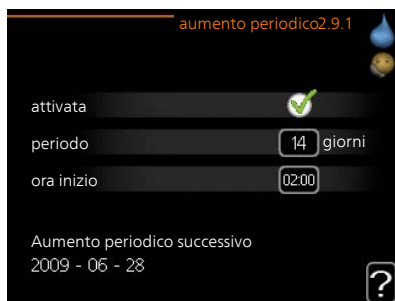 aumento periodico2.9.1
attivata
periodo 14 giorni
ora inizio 02:00
Aumento periodico successivo
2009 - 06 - 28
?